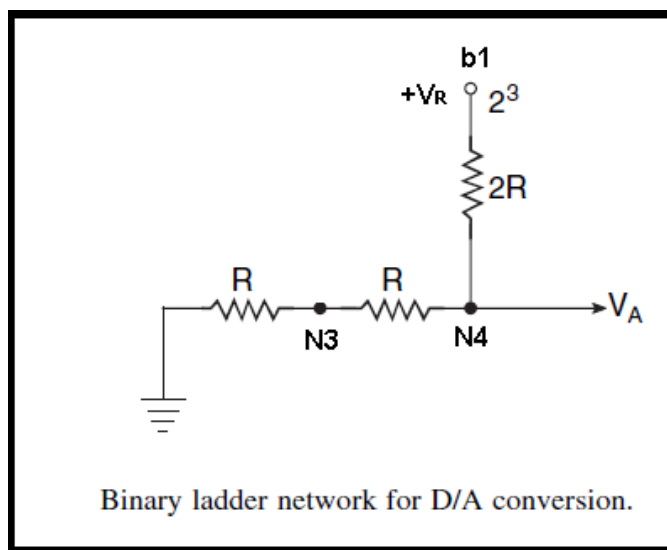 b1
+VR 2³
2R
R R
N3 N4 VA
Binary ladder network for D/A conversion.